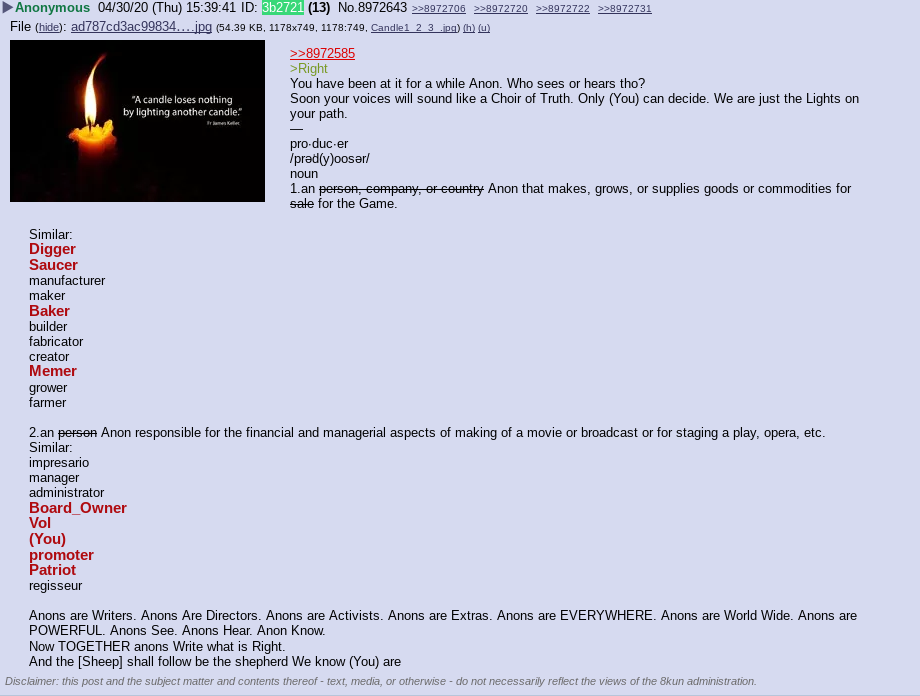 Anonymous 04/30/20 (Thu) 15:39:41 ID: 3b2721 (13) No.8972643 >>8972706 >>8972720 >>8972722 >>8972731
File (hide): ad787cd3ac99834….jpg (54.39 KB, 1178x749, 1178:749, Candle1_2_3_.jpg) (h) (u)
"A candle loses nothing
by lighting another candle."
Fr James Keller
>>8972585
>Right
You have been at it for a while Anon. Who sees or hears tho?
Soon your voices will sound like a Choir of Truth. Only (You) can decide. We are just the Lights on
your path.
—
pro·duc·er
/prəd(y)oosər/
noun
1.an person, company, or country Anon that makes, grows, or supplies goods or commodities for
sale for the Game.
Similar:
Digger
Saucer
manufacturer
maker
Baker
builder
fabricator
creator
Memer
grower
farmer
2.an person Anon responsible for the financial and managerial aspects of making of a movie or broadcast or for staging a play, opera, etc.
Similar:
impresario
manager
administrator
Board_Owner
Vol
(You)
promoter
Patriot
regisseur
Anons are Writers. Anons Are Directors. Anons are Activists. Anons are Extras. Anons are EVERYWHERE. Anons are World Wide. Anons are
POWERFUL. Anons See. Anons Hear. Anon Know.
Now TOGETHER anons Write what is Right.
And the [Sheep] shall follow be the shepherd We know (You) are
Disclaimer: this post and the subject matter and contents thereof - text, media, or otherwise - do not necessarily reflect the views of the 8kun administration.